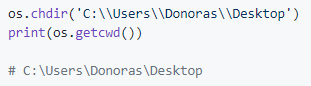 os.chdir('C:\\Users\\Donoras\\Desktop')
print(os.getcwd())
# C:\Users\Donoras\Desktop